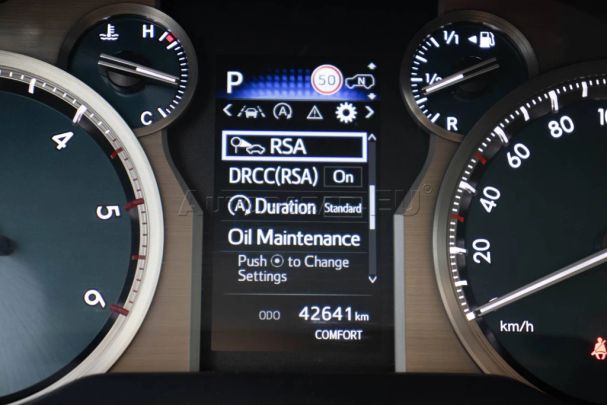 H
C
4
5
6
P 50 N
A
RSA
DRCC(RSA) On
A Duration Standard
Oil Maintenance
Push to Change
Settings
ODO 42641 km
COMFORT
1/1
1/2
R
100
80
60
40
20
km/h